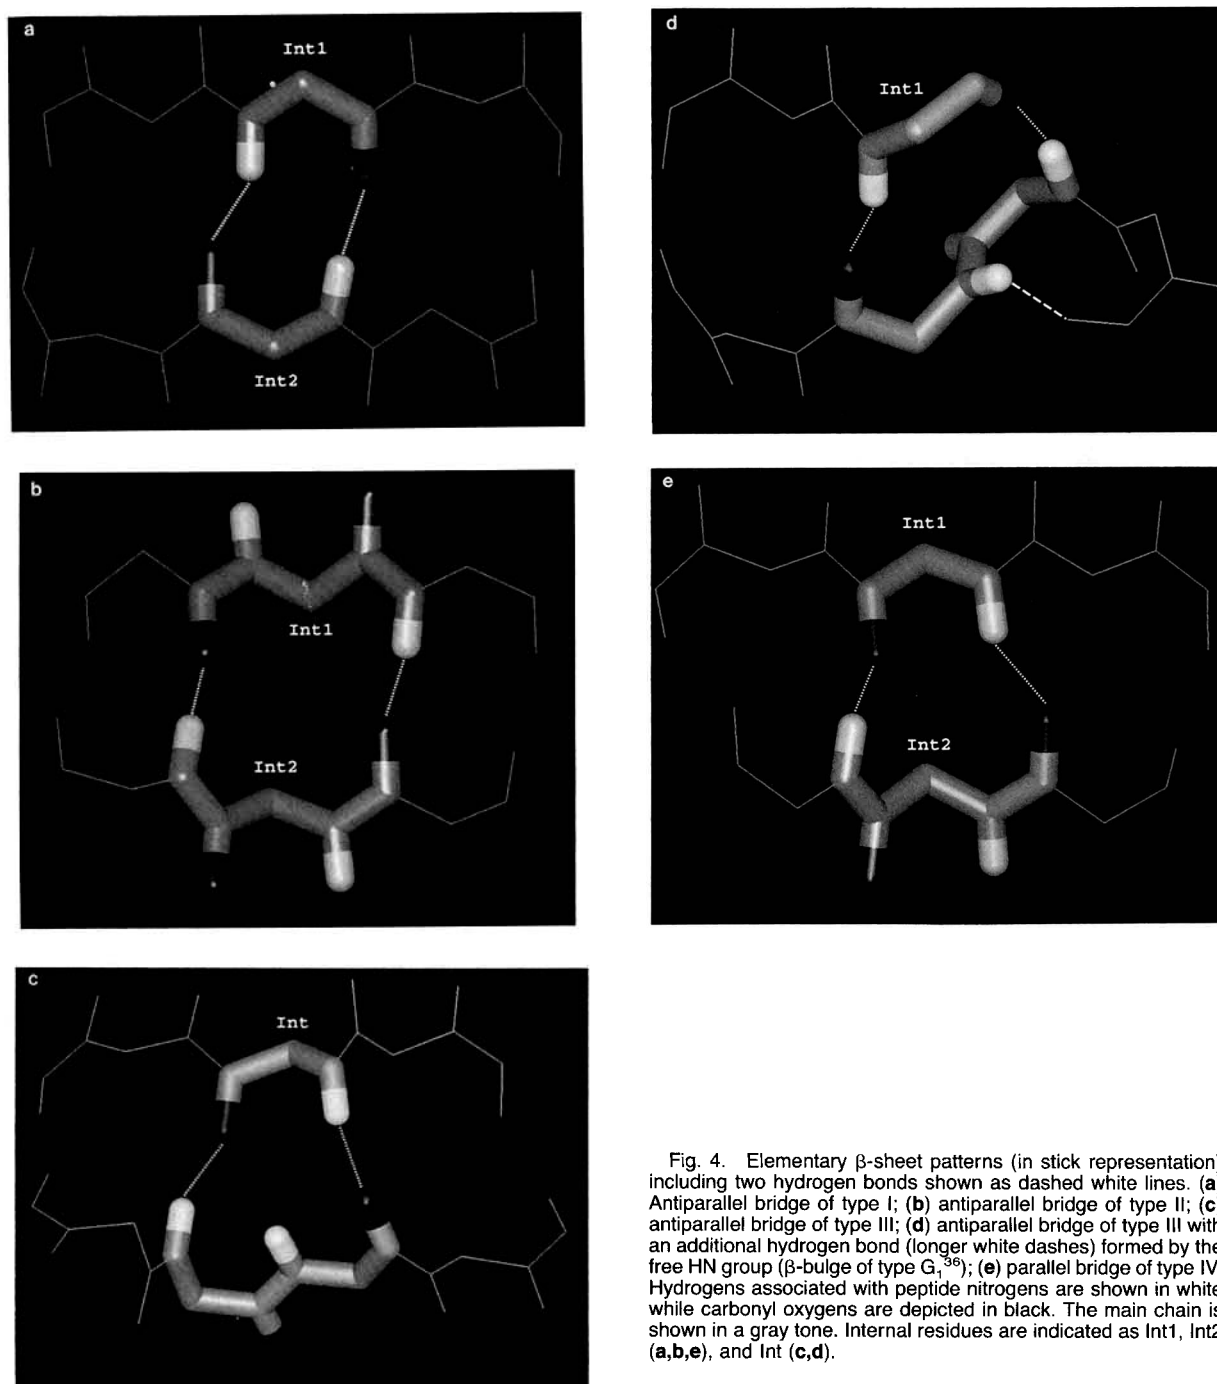 a
Int1
Int2
b
Int1
Int2
c
Int
d
Int1
e
Int1
Int2
Fig. 4. Elementary β-sheet patterns (in stick representation)
including two hydrogen bonds shown as dashed white lines. (a
Antiparallel bridge of type I; (b) antiparallel bridge of type II; (c
antiparallel bridge of type III; (d) antiparallel bridge of type III with
an additional hydrogen bond (longer white dashes) formed by the
free HN group (β-bulge of type G₁³⁶); (e) parallel bridge of type IV
Hydrogens associated with peptide nitrogens are shown in white
while carbonyl oxygens are depicted in black. The main chain is
shown in a gray tone. Internal residues are indicated as Int1, Int2
(a,b,e), and Int (c,d).